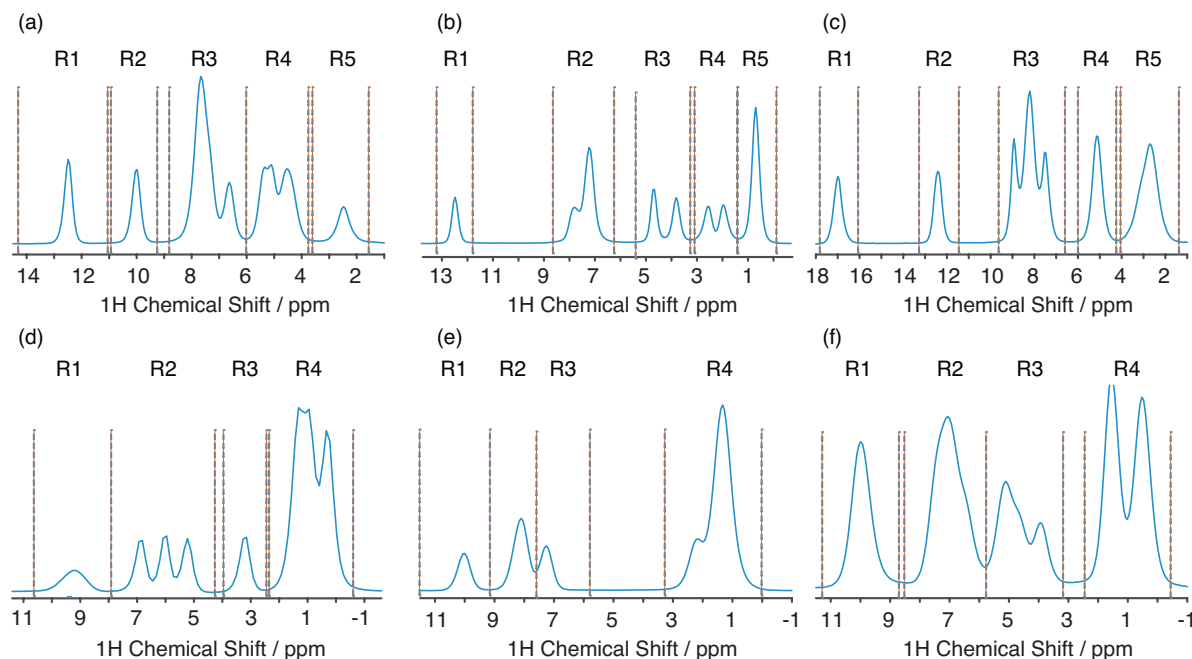 (a)
R1 R2 R3 R4 R5
14 12 10 8 6 4 2
1H Chemical Shift / ppm
(b)
R1 R2 R3 R4 R5
13 11 9 7 5 3 1
1H Chemical Shift / ppm
(c)
R1 R2 R3 R4 R5
18 16 14 12 10 8 6 4 2
1H Chemical Shift / ppm
(d)
R1 R2 R3 R4
11 9 7 5 3 1 -1
1H Chemical Shift / ppm
(e)
R1 R2 R3 R4
11 9 7 5 3 1 -1
1H Chemical Shift / ppm
(f)
R1 R2 R3 R4
11 9 7 5 3 1 -1
1H Chemical Shift / ppm